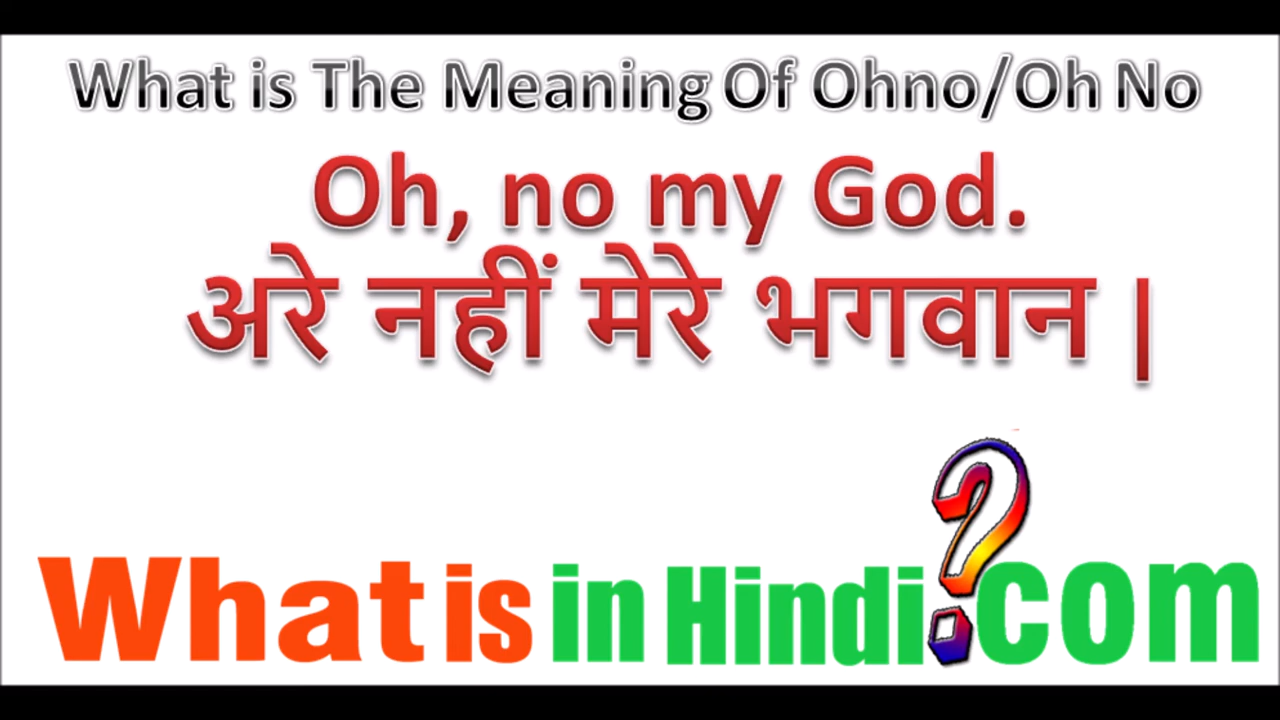 What is The Meaning Of Ohno/Oh No
Oh, no my God.
अरे नहीं मेरे भगवान |
What is in Hindi?com